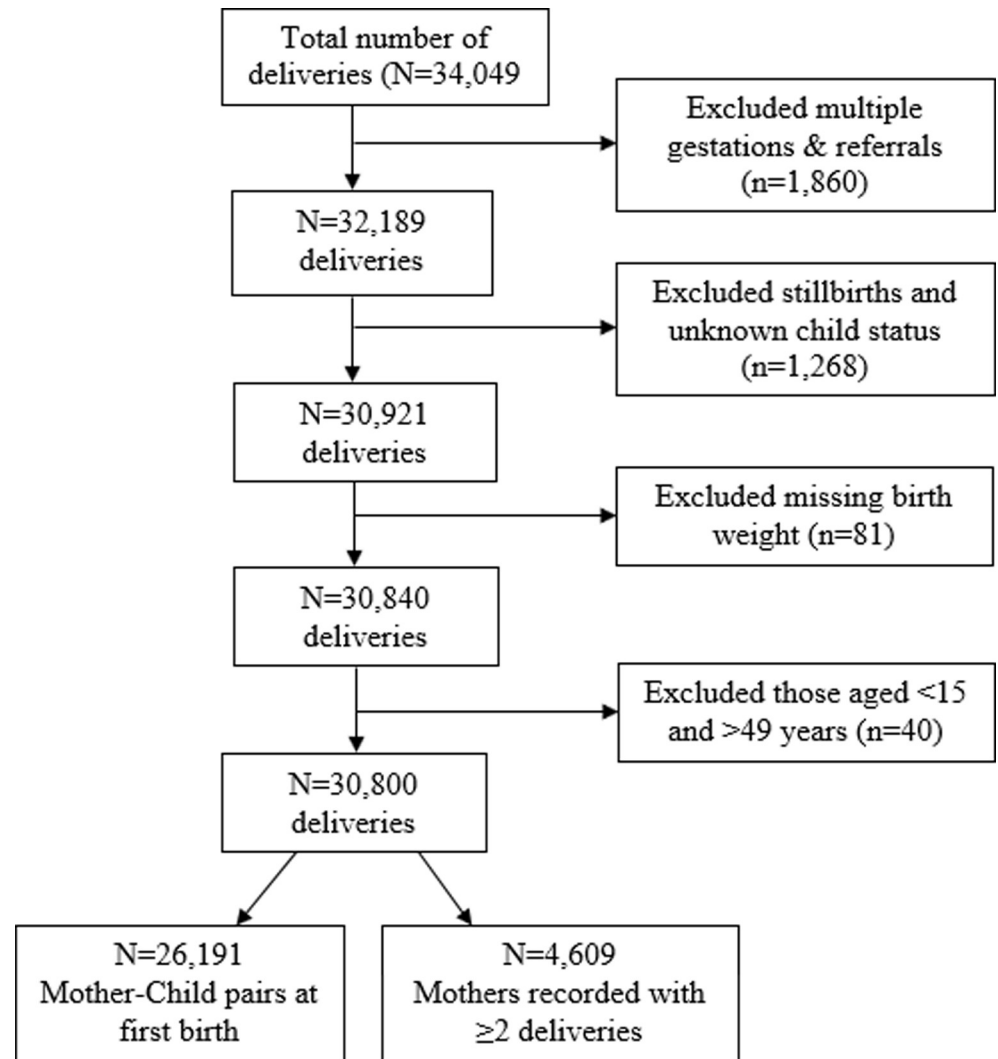 Total number of
deliveries (N=34,049
Excluded multiple
gestations & referrals
(n=1,860)
N=32,189
deliveries
Excluded stillbirths and
unknown child status
(n=1,268)
N=30,921
deliveries
Excluded missing birth
weight (n=81)
N=30,840
deliveries
Excluded those aged <15
and >49 years (n=40)
N=30,800
deliveries
N=26,191
Mother-Child pairs at
first birth
N=4,609
Mothers recorded with
≥2 deliveries